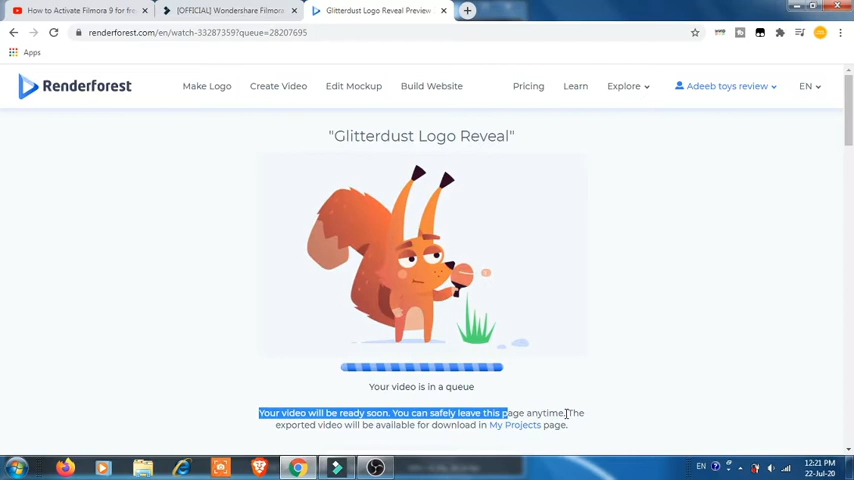 How to Activate Filmora 9 for fre
[OFFICIAL] Wondershare Filmora
Glitterdust Logo Reveal Preview
renderforest.com/en/watch-33287359?queue=28207695
Apps
Renderforest
Make Logo
Create Video
Edit Mockup
Build Website
Pricing
Learn
Explore
Adeeb toys review
EN
"Glitterdust Logo Reveal"
Your video is in a queue
Your video will be ready soon. You can safely leave this page anytime. The
exported video will be available for download in My Projects page.
EN
12:21 PM
22-Jul-20